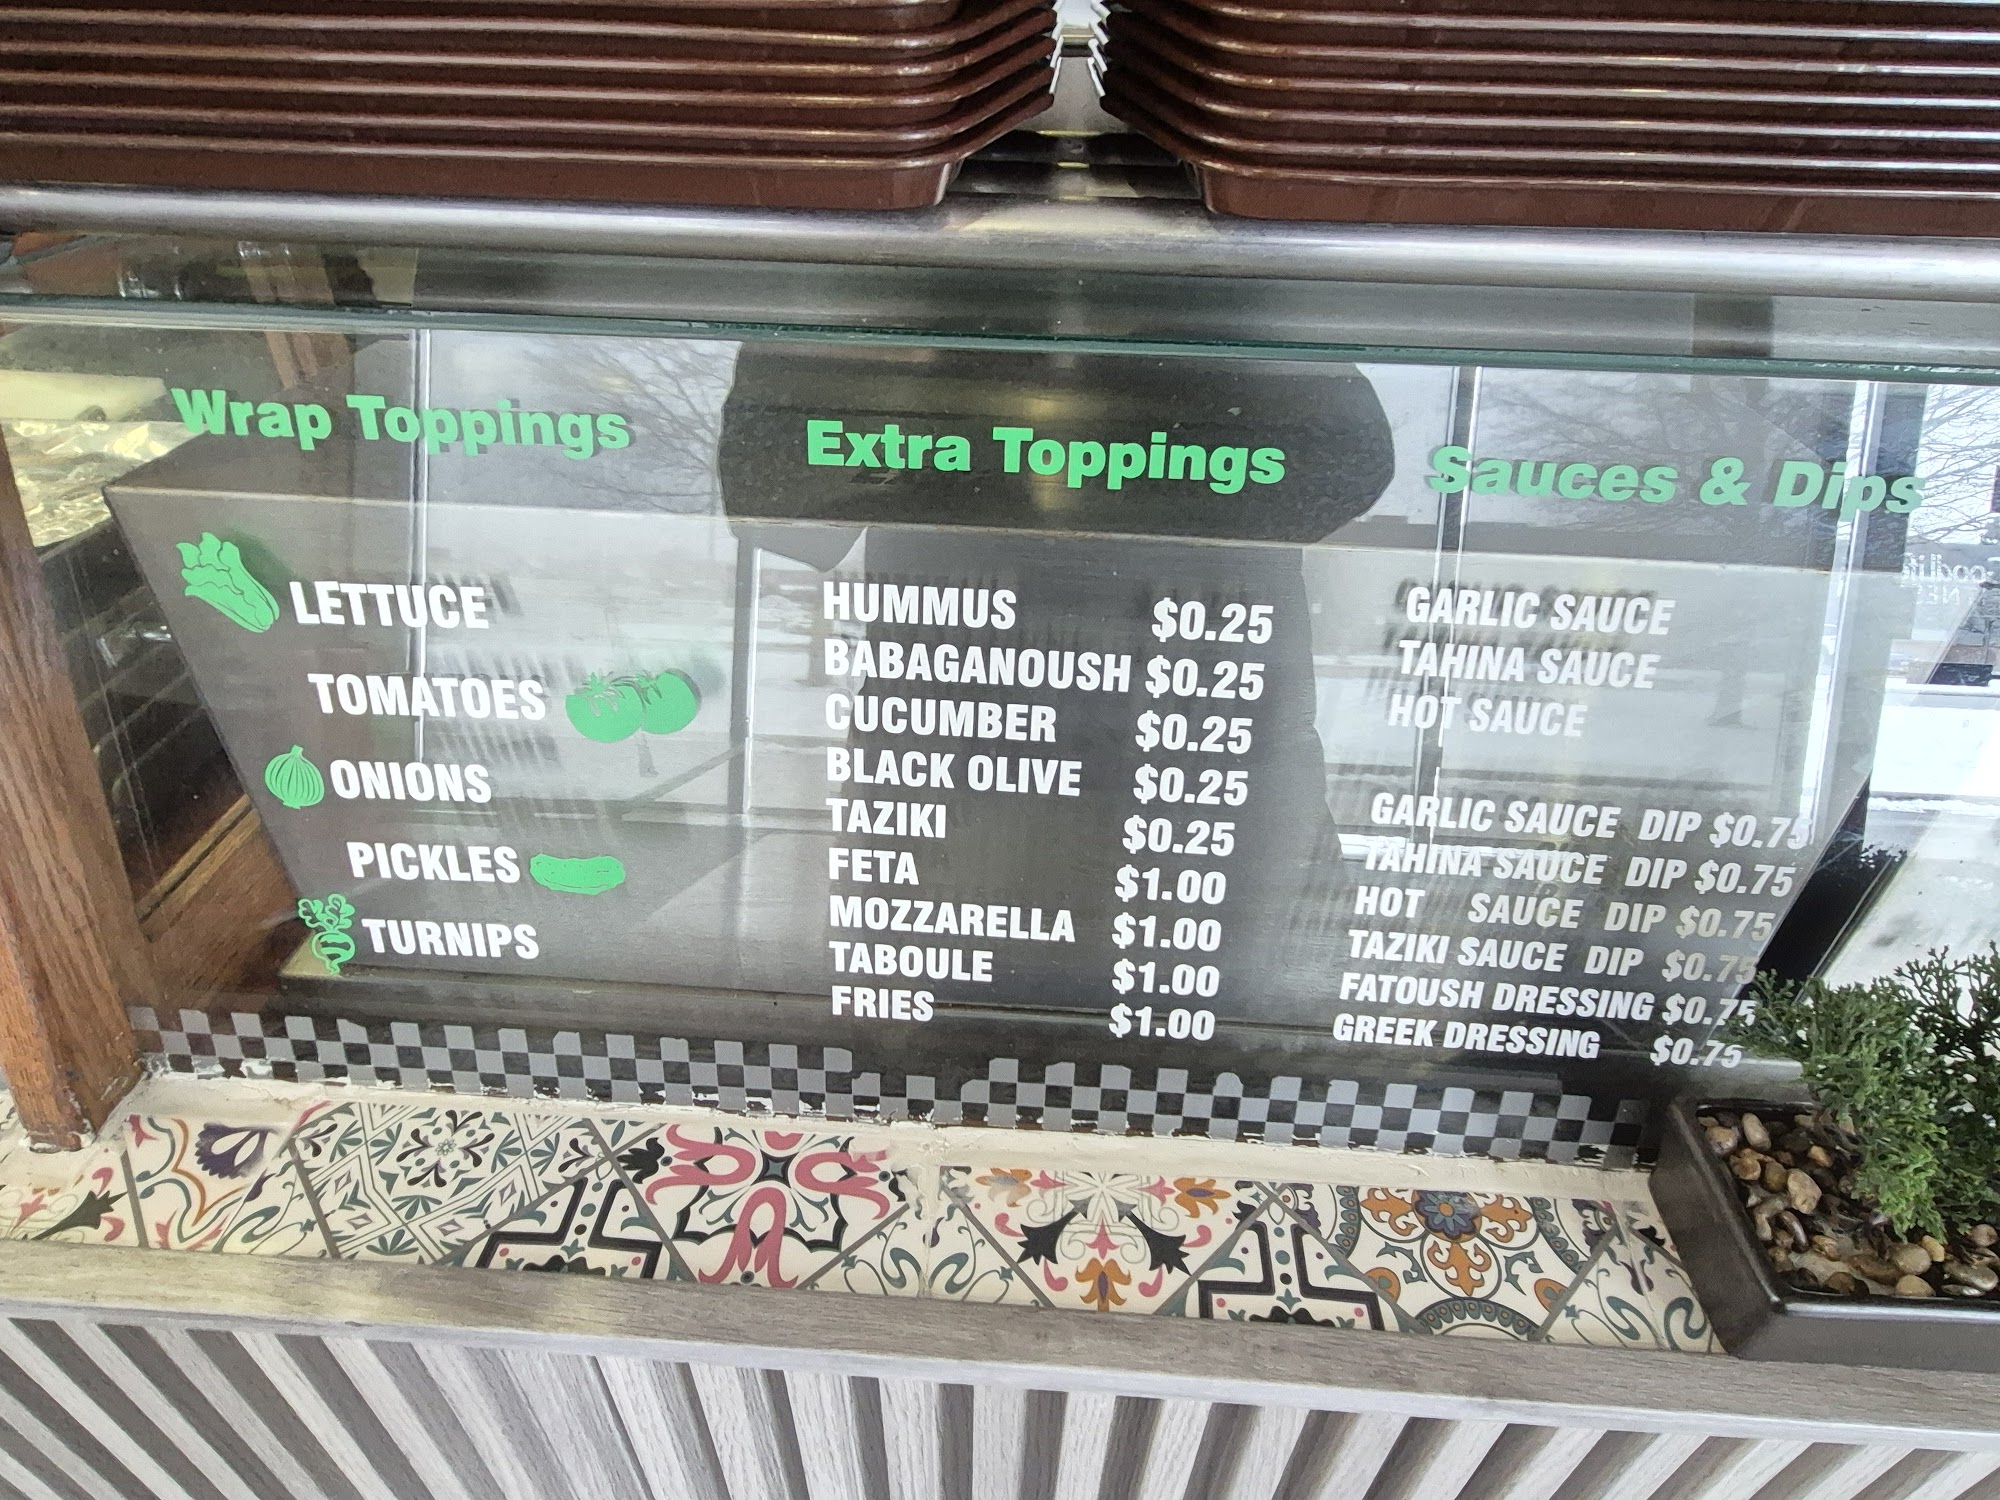 Wrap Toppings
LETTUCE
TOMATOES
ONIONS
PICKLES
TURNIPS
Extra Toppings
HUMMUS $0.25
BABAGANOUSH $0.25
CUCUMBER $0.25
BLACK OLIVE $0.25
TAZIKI $0.25
FETA $1.00
MOZZARELLA $1.00
TABOULE $1.00
FRIES $1.00
Sauces & Dips
GARLIC SAUCE
TAHINA SAUCE
HOT SAUCE
GARLIC SAUCE DIP $0.75
TAHINA SAUCE DIP $0.75
HOT SAUCE DIP $0.75
TAZIKI SAUCE DIP $0.75
FATOUSH DRESSING $0.75
GREEK DRESSING $0.75